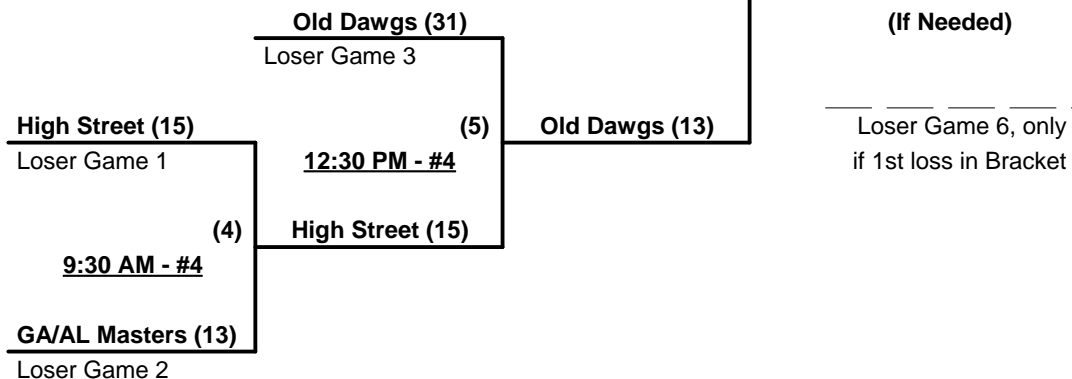 Old Dawgs (31)
(If Needed)
Loser Game 3
High Street (15)
(5)
Old Dawgs (13)
Loser Game 6, only
Loser Game 1
12:30 PM - #4
if 1st loss in Bracket
(4)
High Street (15)
9:30 AM - #4
GA/AL Masters (13)
Loser Game 2